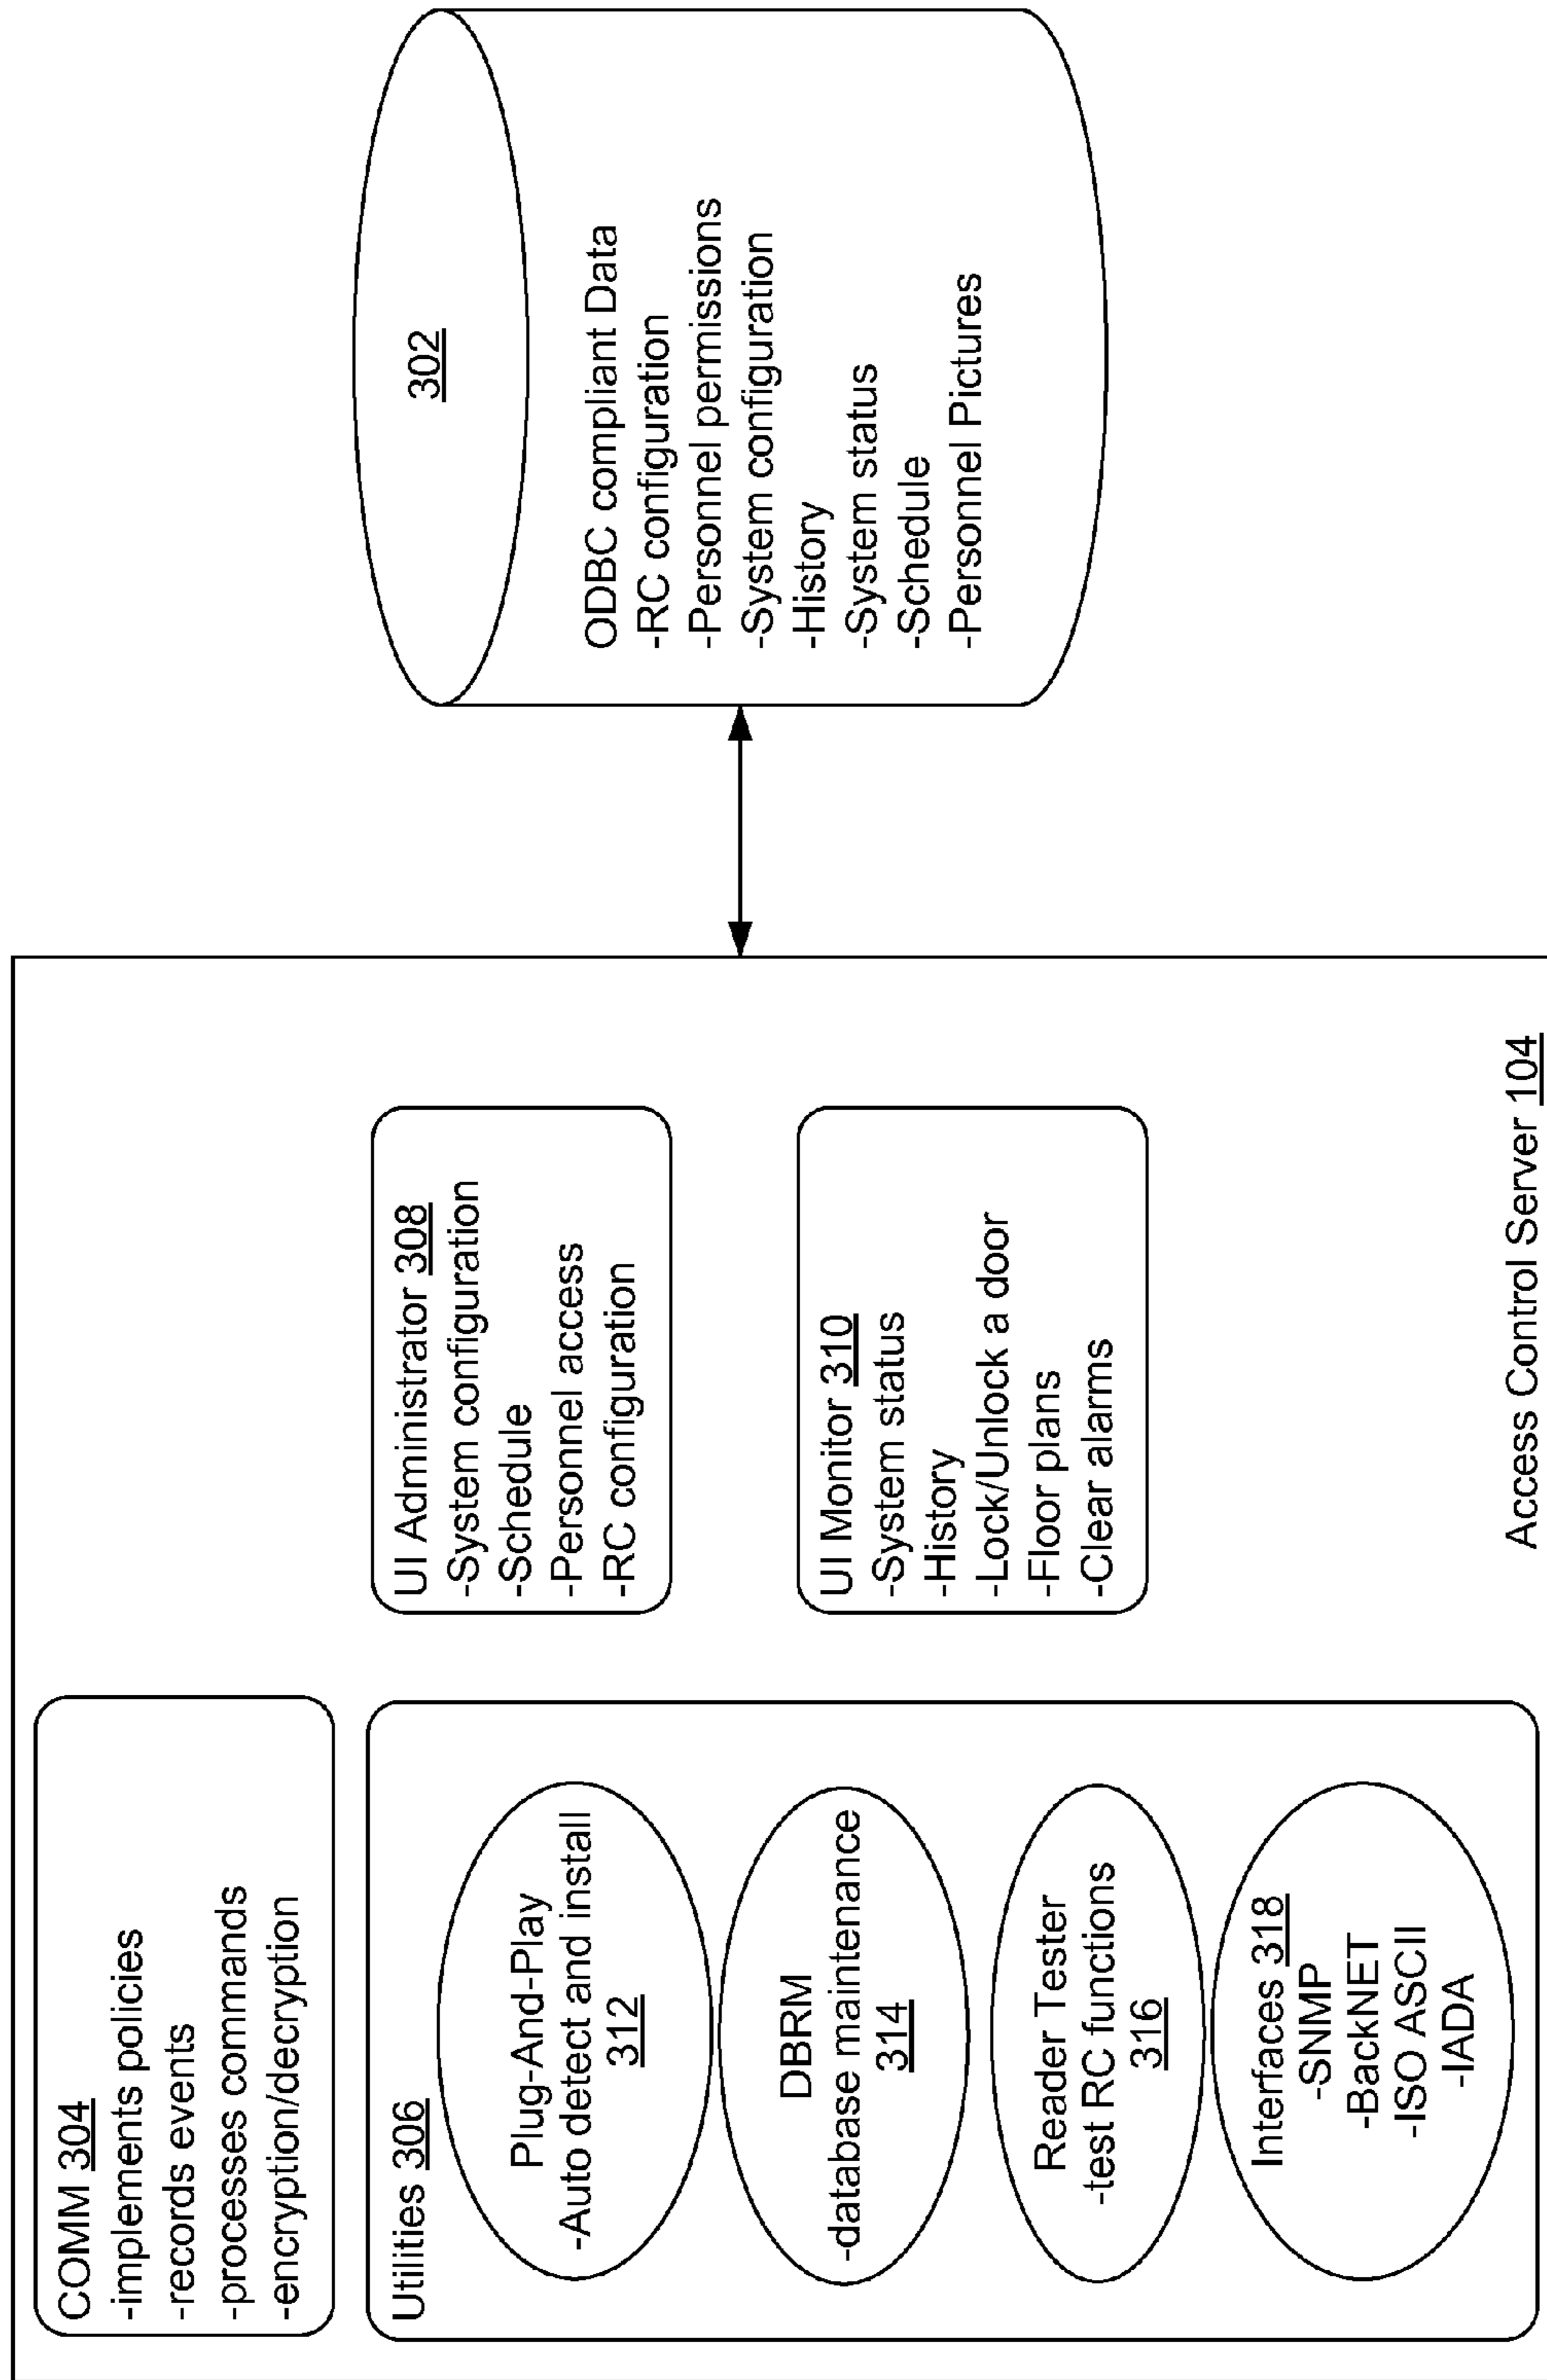 COMM 304
-implements policies
-records events
-processes commands
-encryption/decryption
Utilities 306
Plug-And-Play
-Auto detect and install
312
DBRM
-database maintenance
314
Reader Tester
-test RC functions
316
Interfaces 318
-SNMP
-BackNET
-ISO ASCII
-IADA
UI Administrator 308
-System configuration
-Schedule
-Personnel access
-RC configuration
UI Monitor 310
-System status
-History
-Lock/Unlock a door
-Floor plans
-Clear alarms
Access Control Server 104
302
ODBC compliant Data
-RC configuration
-Personnel permissions
-System configuration
-History
-System status
-Schedule
-Personnel Pictures